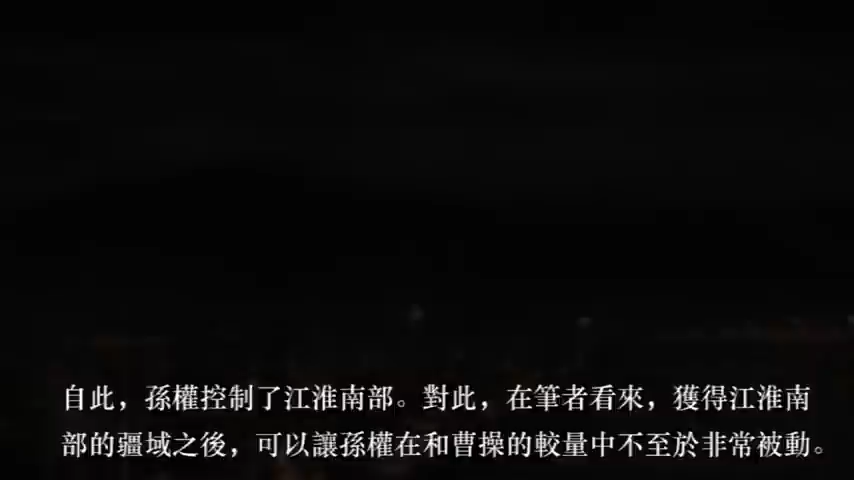 自此，孫權控制了江淮南部。對此，在筆者看來，獲得江淮南
部的疆域之後，可以讓孫權在和曹操的較量中不至於非常被動。